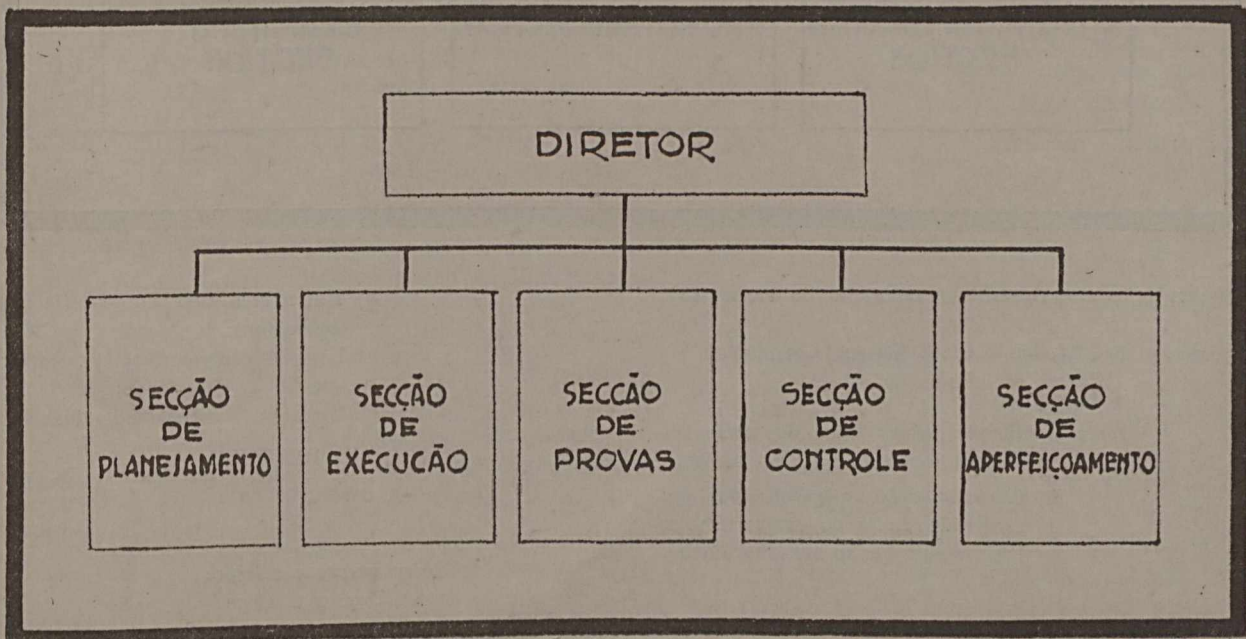 DIRETOR
SECÇÃO
DE
PLANEJAMENTO
SECÇÃO
DE
EXECUCÃO
SECCÃO
DE
PROVAS
SECÇÃO
DE
CONTROLE
SECÇÃO
DE
APERFEIÇOAMENTO